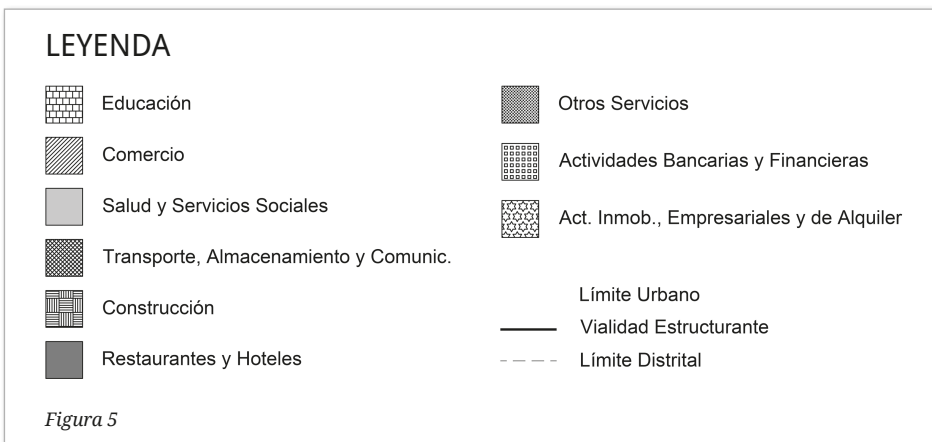 LEYENDA
Educación
Comercio
Salud y Servicios Sociales
Transporte, Almacenamiento y Comunic.
Construcción
Restaurantes y Hoteles
Otros Servicios
Actividades Bancarias y Financieras
Act. Inmob., Empresariales y de Alquiler
Límite Urbano
Vialidad Estructurante
Límite Distrital
Figura 5